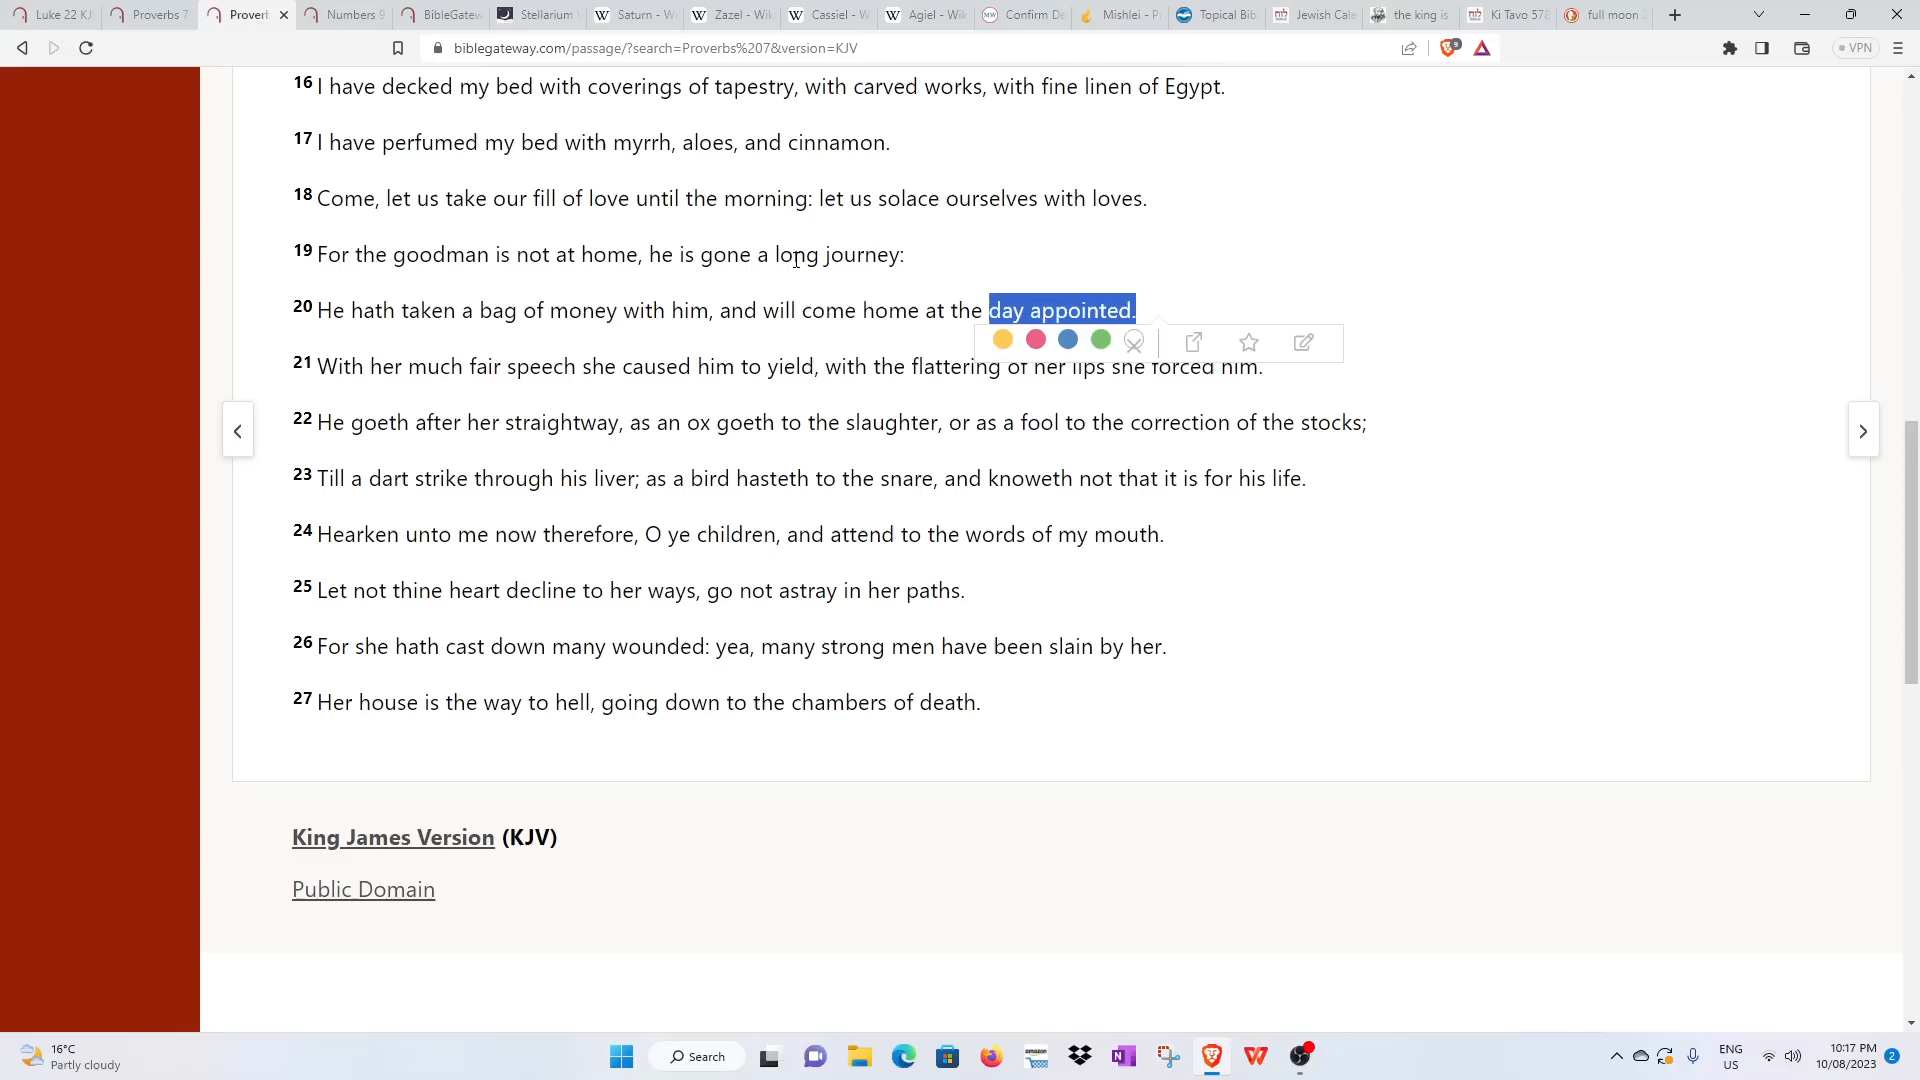 Luke 22 KJ
Proverbs 7
Proverb
Numbers 9
BibleGatew
Stellarium
Saturn - W
Zazel - Wik
Cassiel - W
Agiel - Wik
Confirm De
Mishlei - P
Topical Bib
Jewish Cale
the king is
Ki Tavo 578
full moon 2
biblegateway.com/passage/?search=Proverbs%207&version=KJV
VPN
16 I have decked my bed with coverings of tapestry, with carved works, with fine linen of Egypt.
17 I have perfumed my bed with myrrh, aloes, and cinnamon.
18 Come, let us take our fill of love until the morning: let us solace ourselves with loves.
19 For the goodman is not at home, he is gone a long journey:
20 He hath taken a bag of money with him, and will come home at the day appointed.
21 With her much fair speech she caused him to yield, with the flattering of her lips she forced him.
22 He goeth after her straightway, as an ox goeth to the slaughter, or as a fool to the correction of the stocks;
23 Till a dart strike through his liver; as a bird hasteth to the snare, and knoweth not that it is for his life.
24 Hearken unto me now therefore, O ye children, and attend to the words of my mouth.
25 Let not thine heart decline to her ways, go not astray in her paths.
26 For she hath cast down many wounded: yea, many strong men have been slain by her.
27 Her house is the way to hell, going down to the chambers of death.
King James Version (KJV)
Public Domain
16°C
Partly cloudy
Search
amazon
ENG
US
10:17 PM
10/08/2023
2